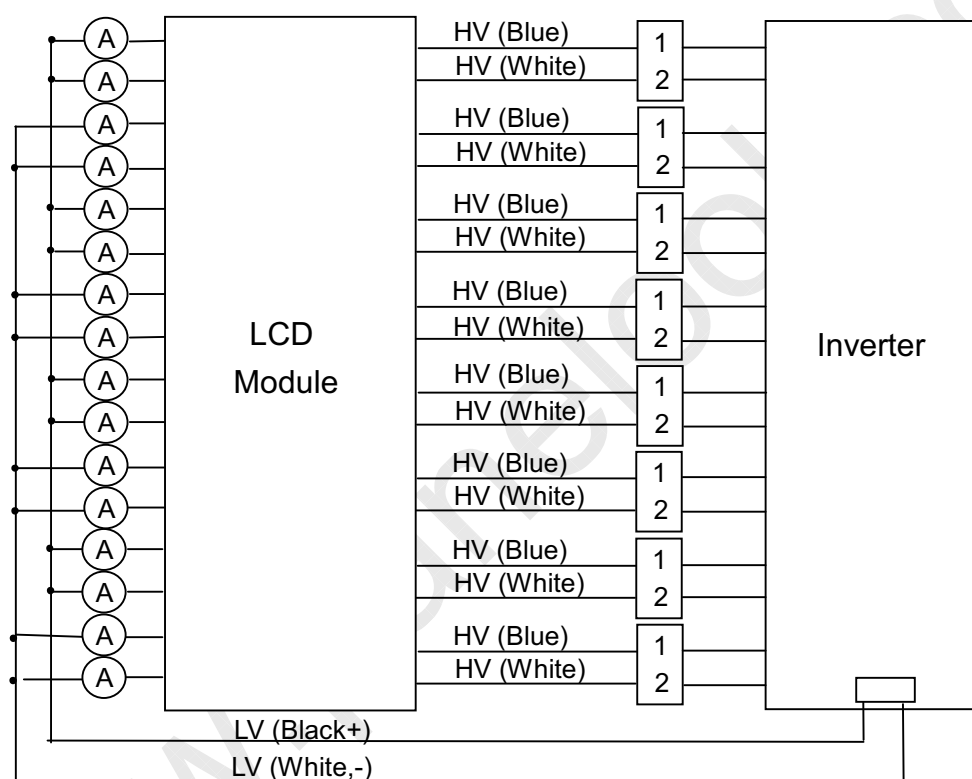 A HV (Blue) 1
A HV (White) 2
A HV (Blue) 1
A HV (White) 2
A HV (Blue) 1
A HV (White) 2
A HV (Blue) 1
A HV (White) 2
LCD
Module
Inverter
A HV (Blue) 1
A HV (White) 2
A HV (Blue) 1
A HV (White) 2
A HV (Blue) 1
A HV (White) 2
A HV (Blue) 1
A HV (White) 2
LV (Black+)
LV (White,-)